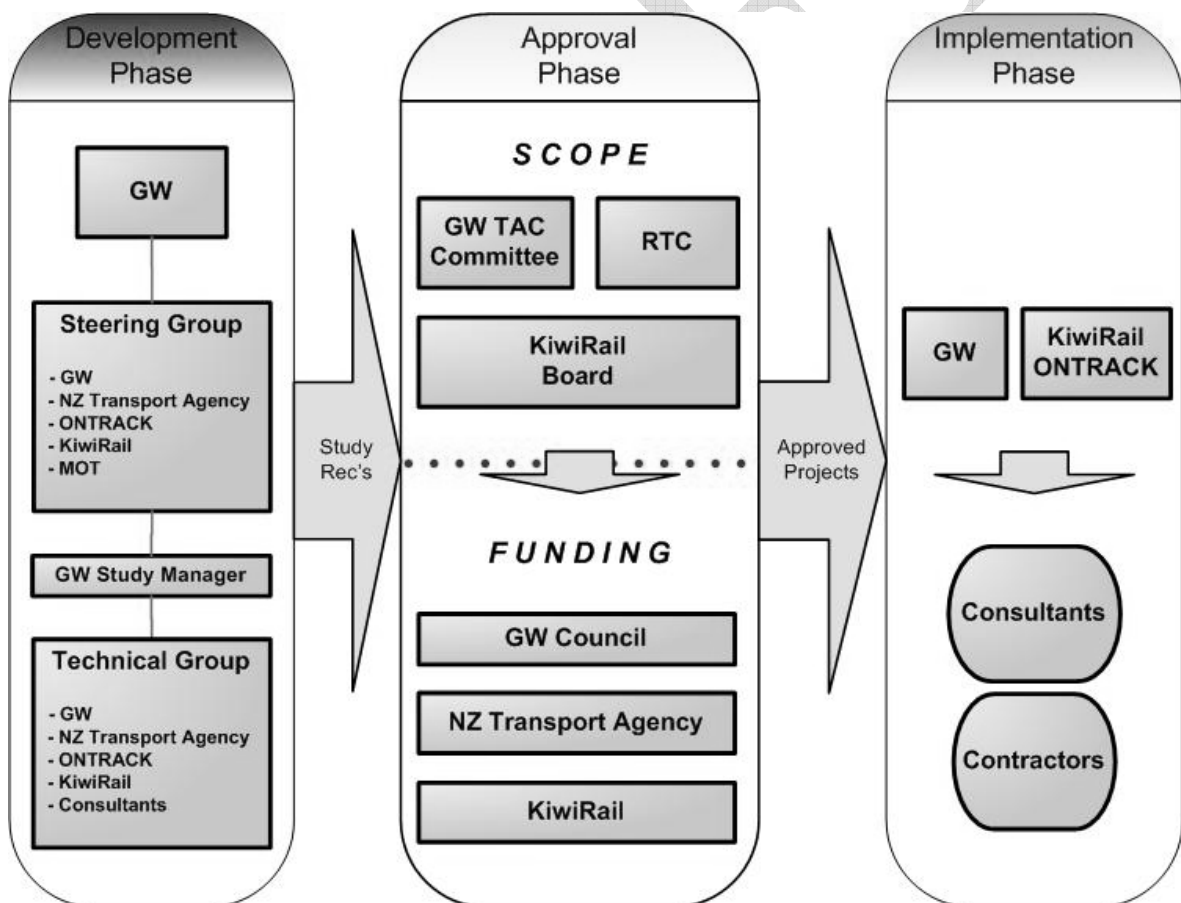 Development
Phase
GW
Steering Group
- GW
- NZ Transport Agency
- ONTRACK
- KiwiRail
- MOT
GW Study Manager
Technical Group
- GW
- NZ Transport Agency
- ONTRACK
- KiwiRail
- Consultants
Study
Rec's
Approval
Phase
SCOPE
GW TAC
Committee
RTC
KiwiRail
Board
FUNDING
GW Council
NZ Transport Agency
KiwiRail
Approved
Projects
Implementation
Phase
GW
KiwiRail
ONTRACK
Consultants
Contractors